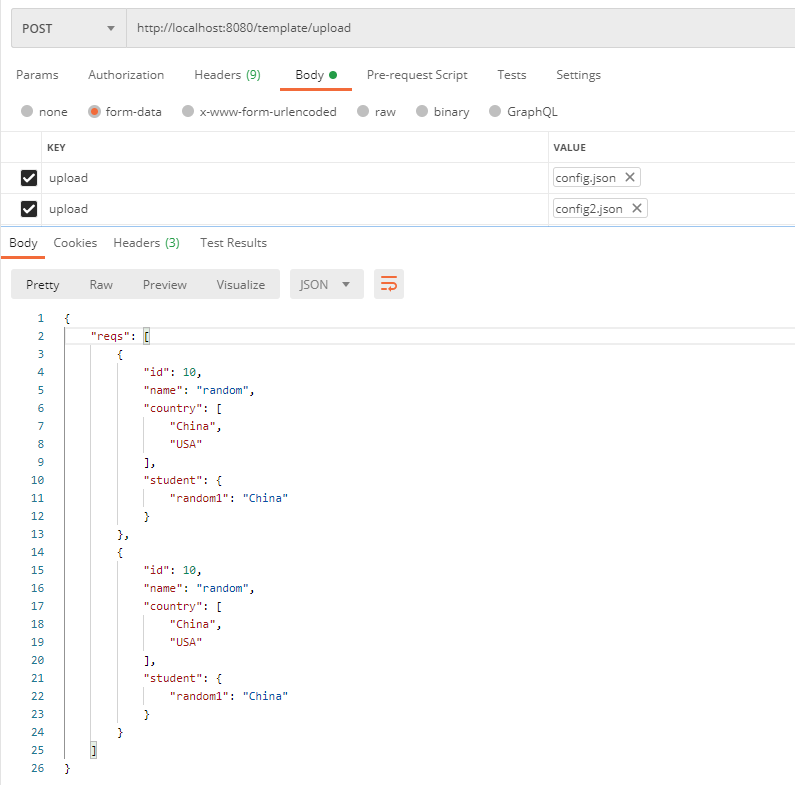 POST http://localhost:8080/template/upload
Params Authorization Headers (9) Body Pre-request Script Tests Settings
none form-data x-www-form-urlencoded raw binary GraphQL
KEY VALUE
upload config.json
upload config2.json
Body Cookies Headers (3) Test Results
Pretty Raw Preview Visualize JSON
1 {
2 "reqs": [
3 {
4 "id": 10,
5 "name": "random",
6 "country": [
7 "China",
8 "USA"
9 ],
10 "student": {
11 "random1": "China"
12 }
13 },
14 {
15 "id": 10,
16 "name": "random",
17 "country": [
18 "China",
19 "USA"
20 ],
21 "student": {
22 "random1": "China"
23 }
24 }
25 ]
26 }